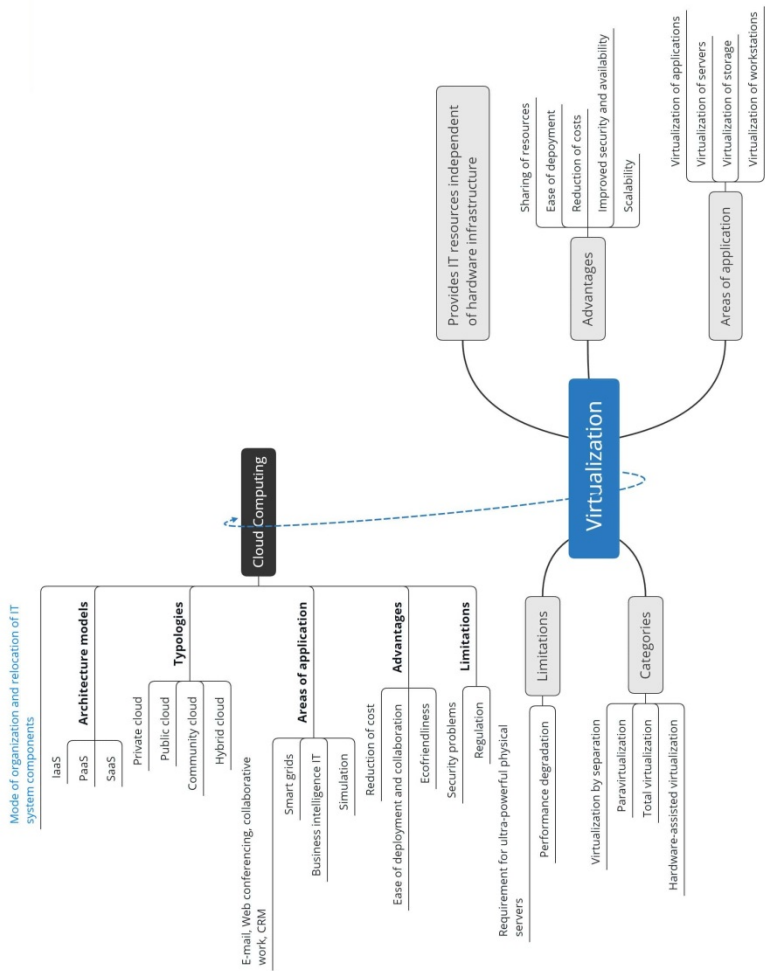 Mode of organization and relocation of IT
system components
Cloud Computing
Architecture models
IaaS
PaaS
SaaS
Typologies
Private cloud
Public cloud
Community cloud
Hybrid cloud
Areas of application
E-mail, Web conferencing, collaborative
work, CRM
Smart grids
Business intelligence IT
Simulation
Advantages
Reduction of cost
Ease of deployment and collaboration
Ecofriendliness
Limitations
Security problems
Regulation
Virtualization
Provides IT resources independent
of hardware infrastructure
Advantages
Sharing of resources
Ease of depoyment
Reduction of costs
Improved security and availability
Scalability
Areas of application
Virtualization of applications
Virtualization of servers
Virtualization of storage
Virtualization of workstations
Limitations
Requirement for ultra-powerful physical
servers
Performance degradation
Categories
Virtualization by separation
Paravirtualization
Total virtualization
Hardware-assisted virtualization